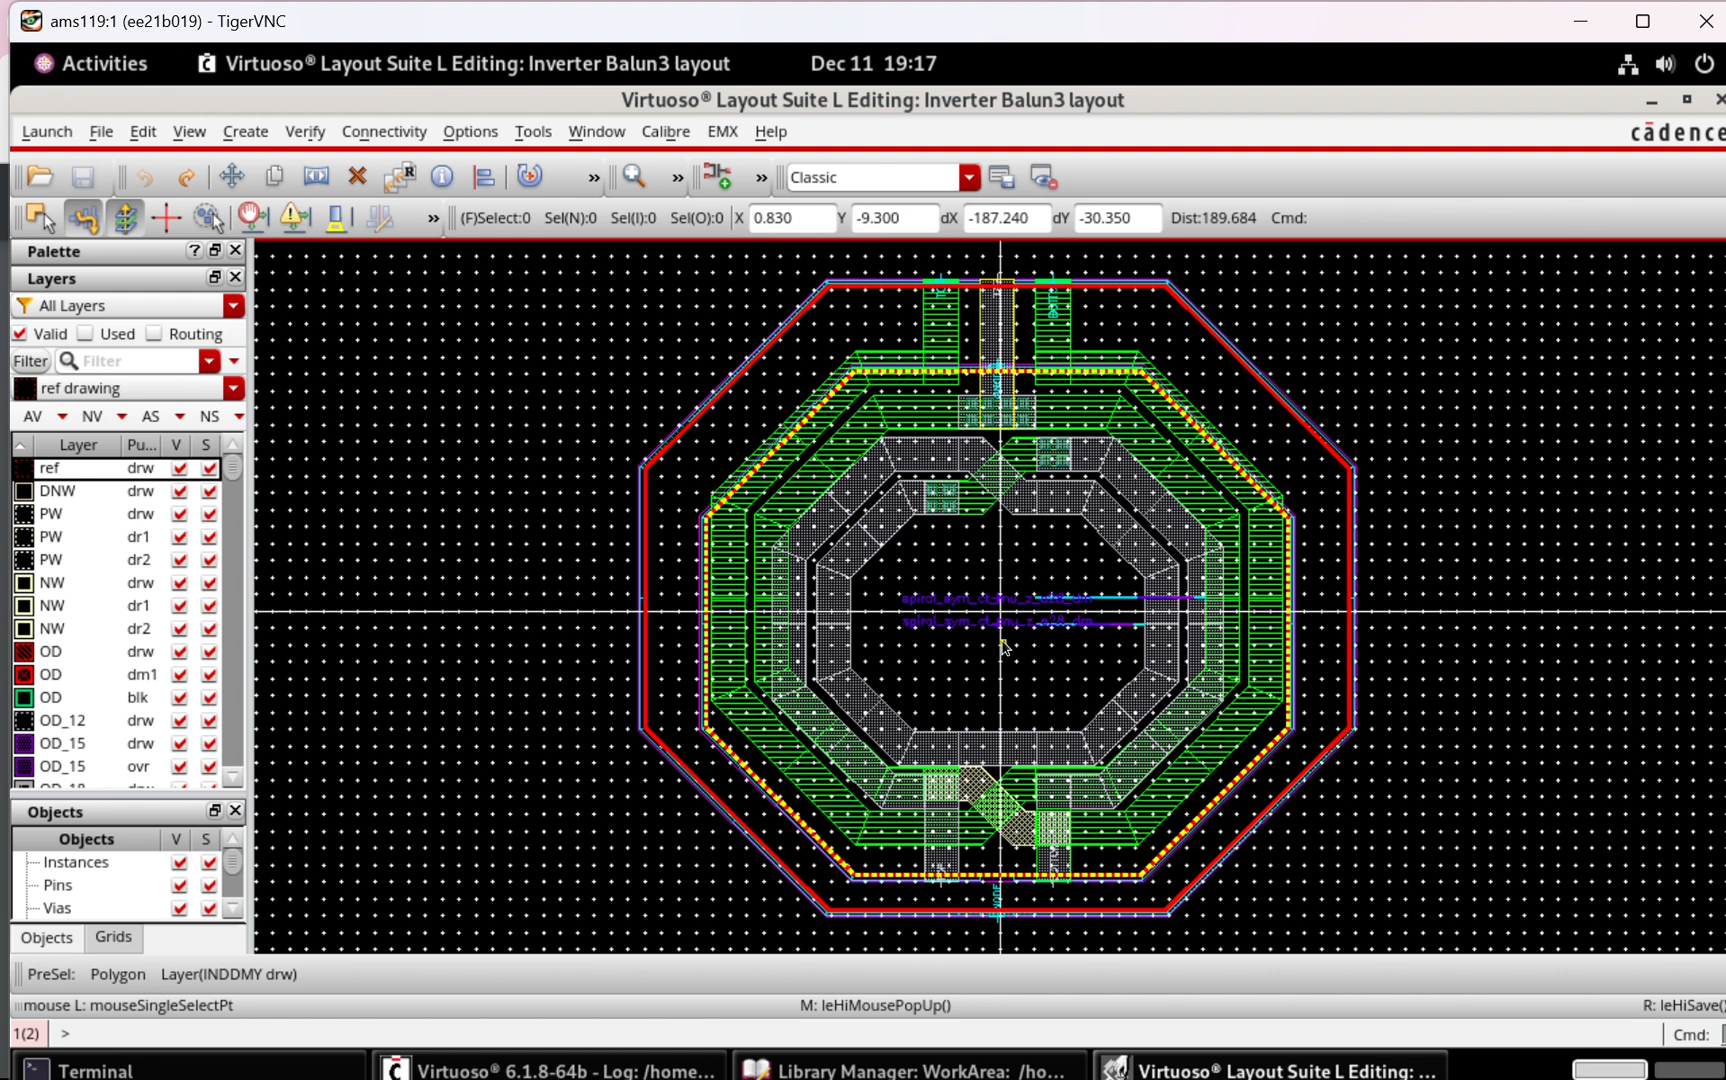 ams119:1 (ee21b019) - TigerVNC
Activities Virtuoso® Layout Suite L Editing: Inverter Balun3 layout Dec 11 19:17
Virtuoso® Layout Suite L Editing: Inverter Balun3 layout
Launch File Edit View Create Verify Connectivity Options Tools Window Calibre EMX Help cādence
Classic
(F)Select:0 Sel(N):0 Sel(I):0 Sel(O):0 X 0.830 Y -9.300 dX -187.240 dY -30.350 Dist:189.684 Cmd:
Palette
Layers
All Layers
Valid Used Routing
Filter Filter
ref drawing
AV NV AS NS
Layer Pu... V S
ref drw
DNW drw
PW drw
PW dr1
PW dr2
NW drw
NW dr1
NW dr2
OD drw
OD dm1
OD blk
OD_12 drw
OD_15 drw
OD_15 ovr
Objects
Objects V S
Instances
Pins
Vias
Objects Grids
PreSel: Polygon Layer(INDDMY drw)
mouse L: mouseSingleSelectPt M: leHiMousePopUp() R: leHiSave()
1(2) > Cmd:
Terminal Virtuoso® 6.1.8-64b - Log: /home... Library Manager: WorkArea: /ho... Virtuoso® Layout Suite L Editing: ...